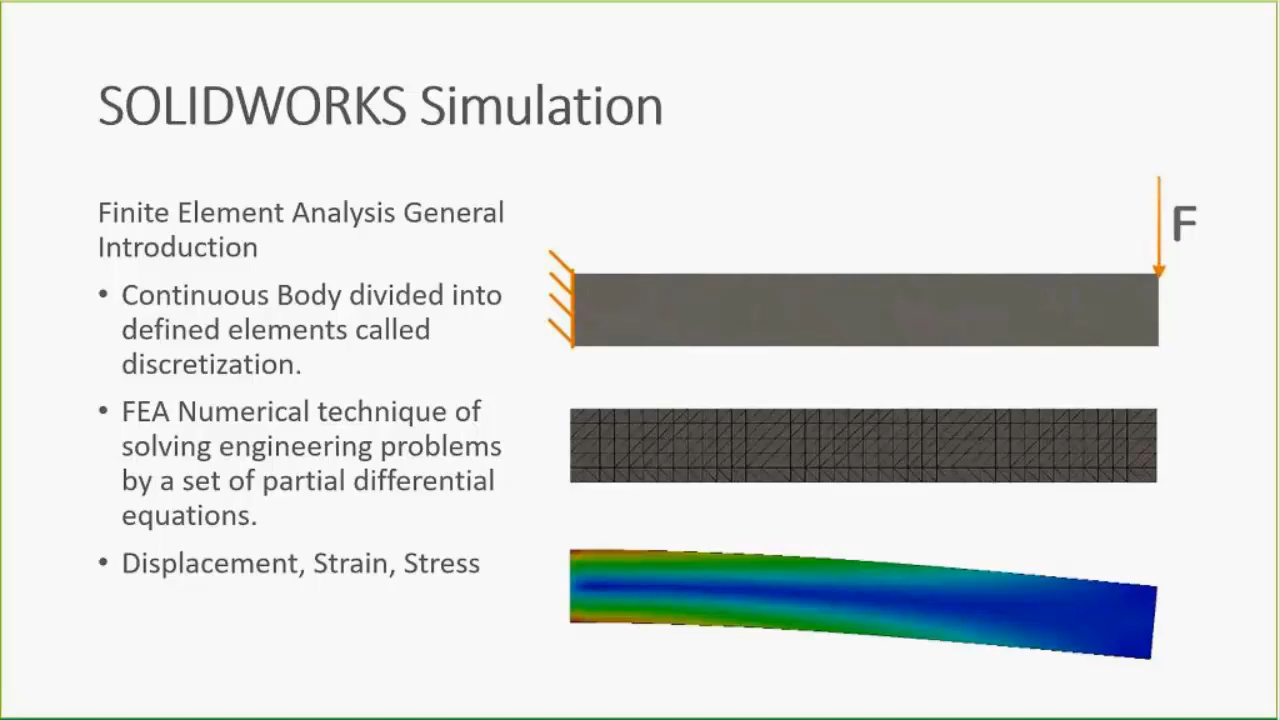 SOLIDWORKS Simulation
Finite Element Analysis General
Introduction
• Continuous Body divided into
defined elements called
discretization.
• FEA Numerical technique of
solving engineering problems
by a set of partial differential
equations.
• Displacement, Strain, Stress
F